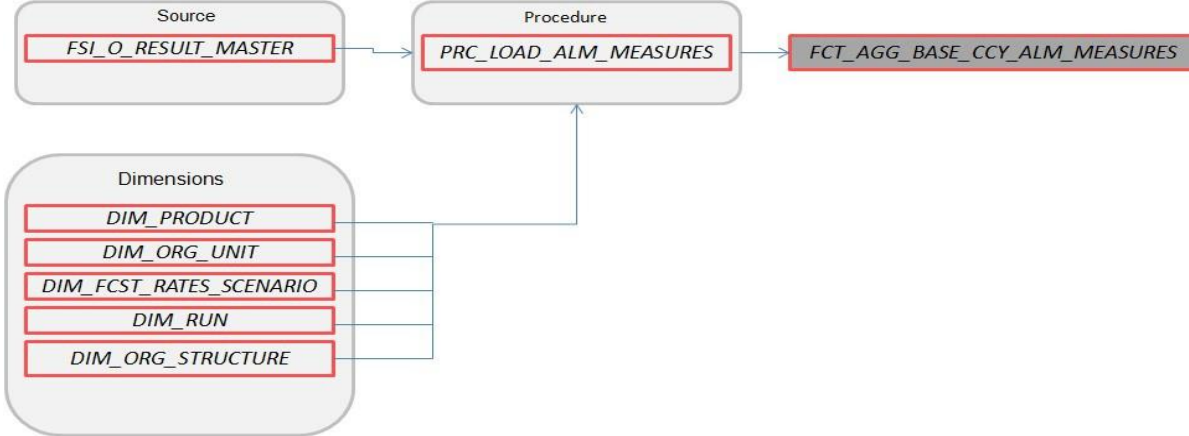 Source
FSI_O_RESULT_MASTER
Procedure
PRC_LOAD_ALM_MEASURES
FCT_AGG_BASE_CCY_ALM_MEASURES
Dimensions
DIM_PRODUCT
DIM_ORG_UNIT
DIM_FCST_RATES_SCENARIO
DIM_RUN
DIM_ORG_STRUCTURE